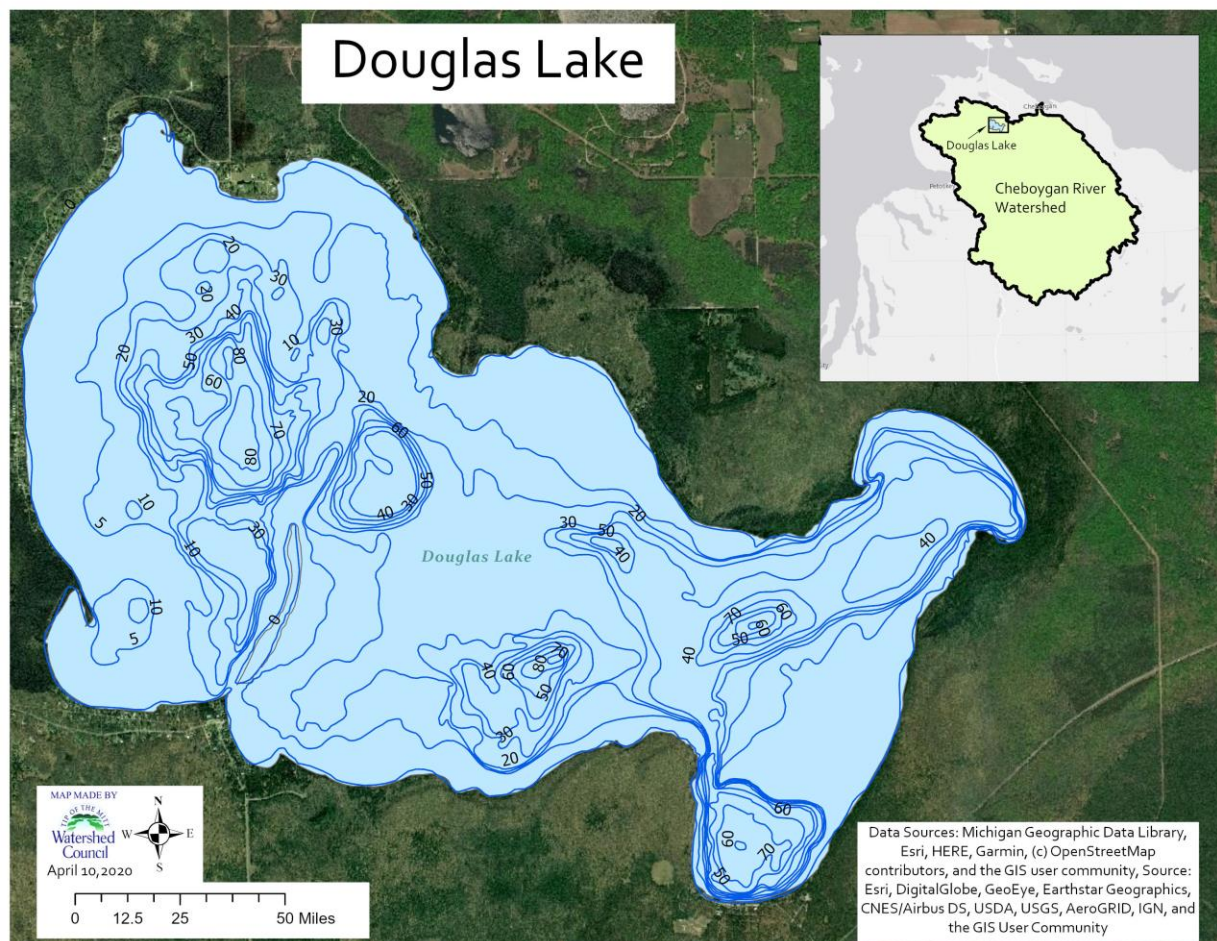 Douglas Lake
Cheboygan
Douglas Lake
Cheboygan River
Watershed
0
20
30
20
40
30
30
20
50
80
10
60
20
60
70
80
50
30
40
10
5
30
10
20
30
50
40
40
Douglas Lake
10
5
0
60
70
60
50
40
70
60
80
40
50
30
20
60
60
70
50
MAP MADE BY
TIP OF THE MITT
Watershed
Council
April 10, 2020
N
W
E
S
0
12.5
25
50 Miles
Data Sources: Michigan Geographic Data Library,
Esri, HERE, Garmin, (c) OpenStreetMap
contributors, and the GIS user community, Source:
Esri, DigitalGlobe, GeoEye, Earthstar Geographics,
CNES/Airbus DS, USDA, USGS, AeroGRID, IGN, and
the GIS User Community